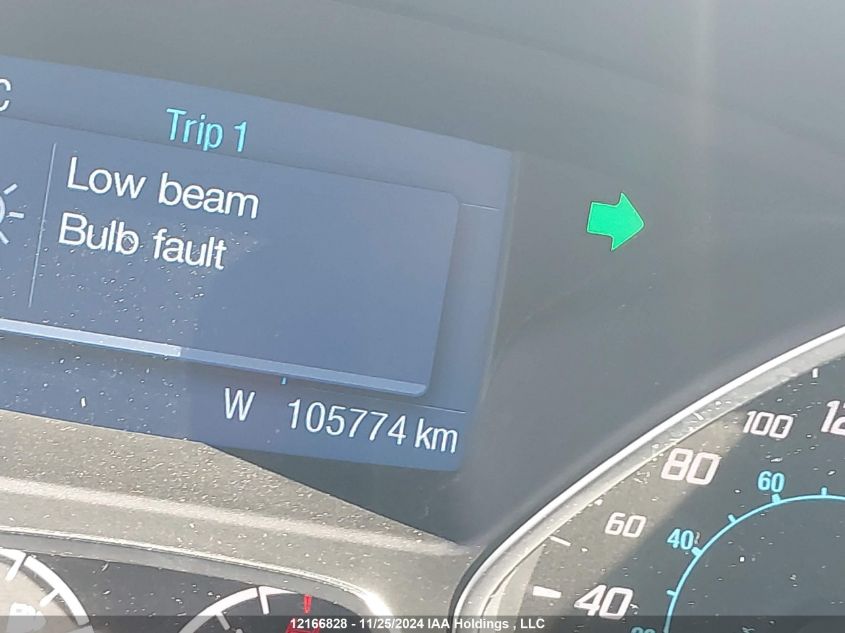 C
Trip 1
Low beam
Bulb fault
W 105774 km
100
80
60
60
40
40
12166828 - 11/25/2024 IAA Holdings , LLC